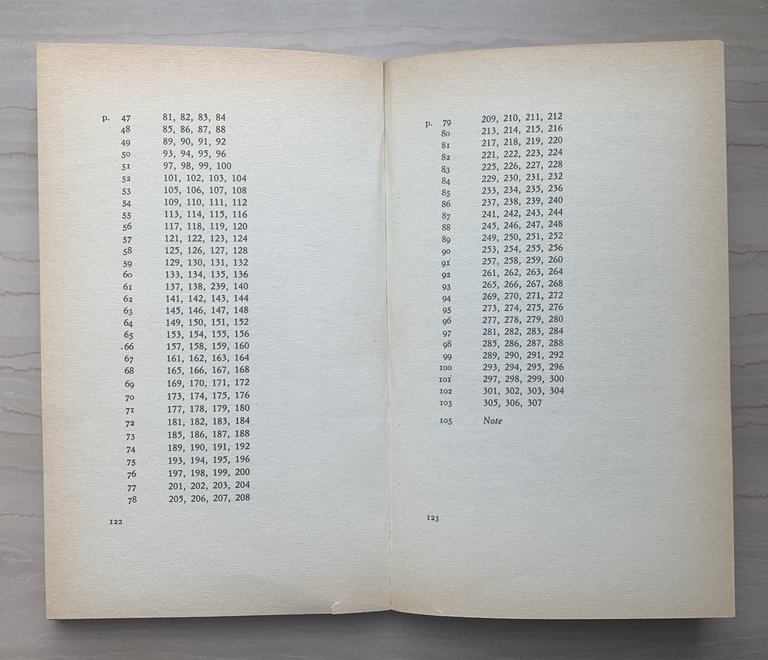 p. 47 81, 82, 83, 84
48 85, 86, 87, 88
49 89, 90, 91, 92
50 93, 94, 95, 96
51 97, 98, 99, 100
52 101, 102, 103, 104
53 105, 106, 107, 108
54 109, 110, 111, 112
55 113, 114, 115, 116
56 117, 118, 119, 120
57 121, 122, 123, 124
58 125, 126, 127, 128
59 129, 130, 131, 132
60 133, 134, 135, 136
61 137, 138, 239, 140
62 141, 142, 143, 144
63 145, 146, 147, 148
64 149, 150, 151, 152
65 153, 154, 155, 156
66 157, 158, 159, 160
67 161, 162, 163, 164
68 165, 166, 167, 168
69 169, 170, 171, 172
70 173, 174, 175, 176
71 177, 178, 179, 180
72 181, 182, 183, 184
73 185, 186, 187, 188
74 189, 190, 191, 192
75 193, 194, 195, 196
76 197, 198, 199, 200
77 201, 202, 203, 204
78 205, 206, 207, 208
122
p. 79 209, 210, 211, 212
80 213, 214, 215, 216
81 217, 218, 219, 220
82 221, 222, 223, 224
83 225, 226, 227, 228
84 229, 230, 231, 232
85 233, 234, 235, 236
86 237, 238, 239, 240
87 241, 242, 243, 244
88 245, 246, 247, 248
89 249, 250, 251, 252
90 253, 254, 255, 256
91 257, 258, 259, 260
92 261, 262, 263, 264
93 265, 266, 267, 268
94 269, 270, 271, 272
95 273, 274, 275, 276
96 277, 278, 279, 280
97 281, 282, 283, 284
98 285, 286, 287, 288
99 289, 290, 291, 292
100 293, 294, 295, 296
101 297, 298, 299, 300
102 301, 302, 303, 304
103 305, 306, 307
105 Note
123